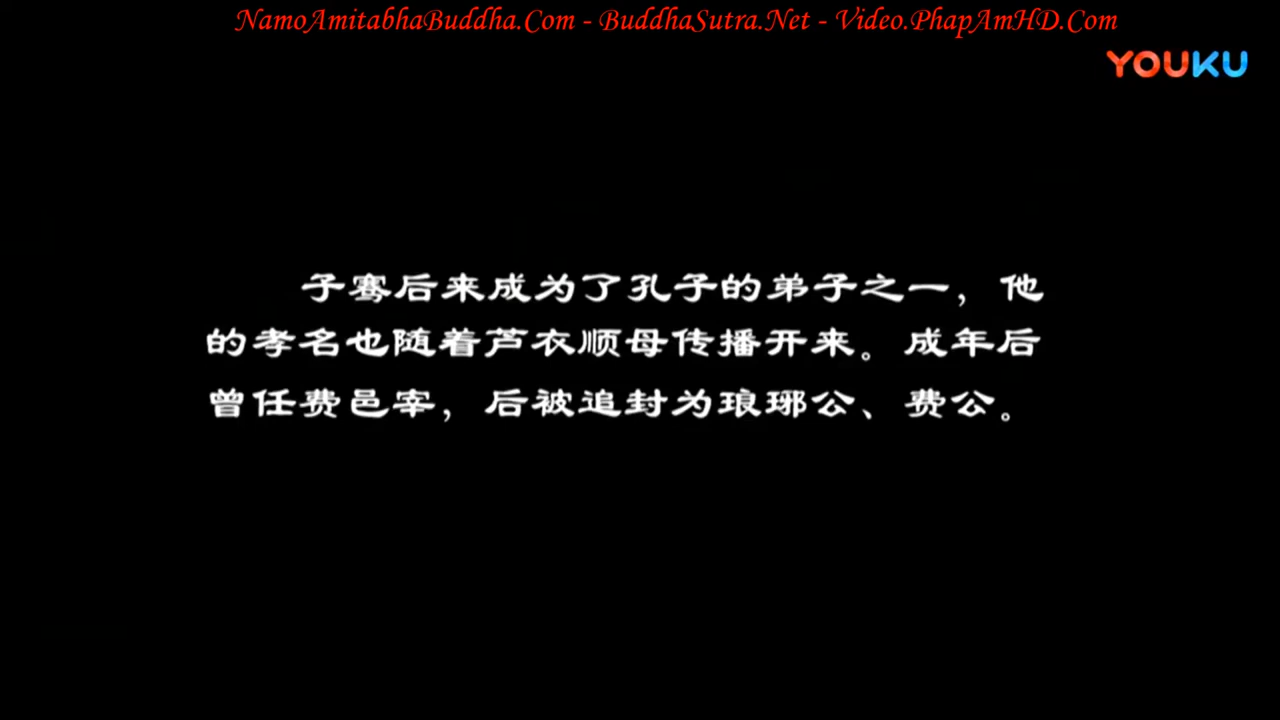 NamoAmitabhaBuddha.Com - BuddhaSutra.Net - Video.PhapAmHD.Com
YOUKU
子骞后来成为了孔子的弟子之一，他
的孝名也随着芦衣顺母传播开来。成年后
曾任费邑宰，后被追封为琅琊公、费公。